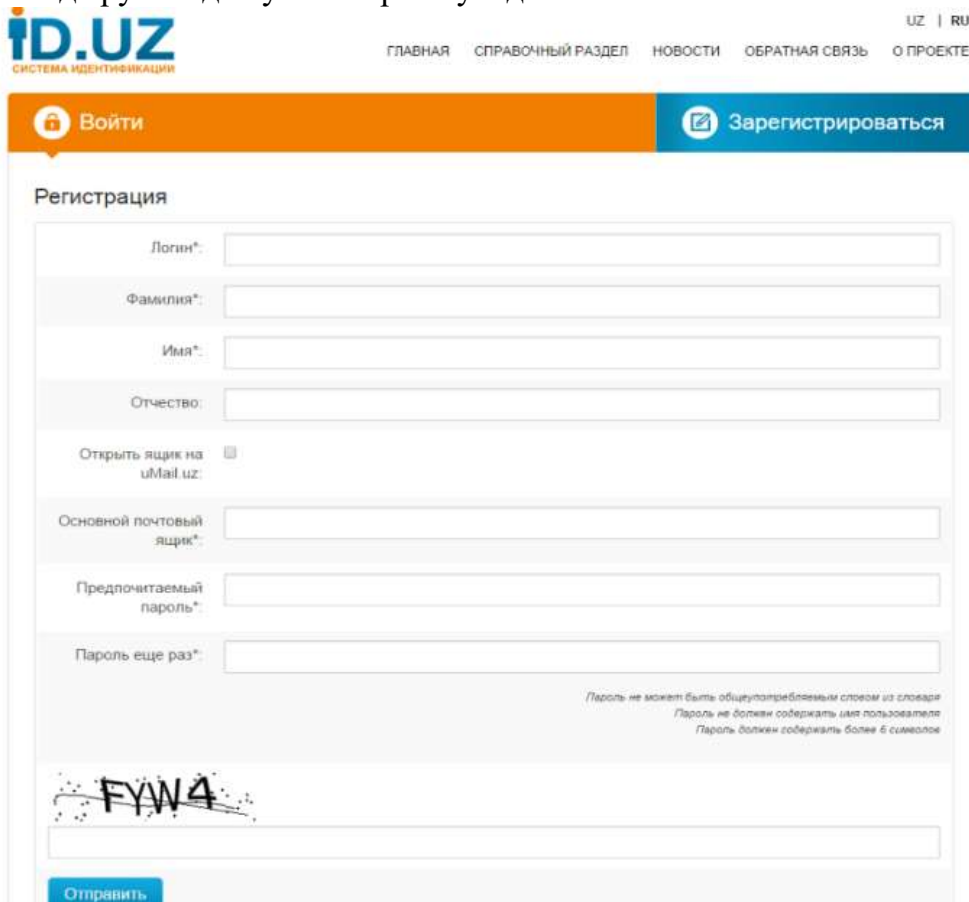 UZ | RU
iD.UZ
СИСТЕМА ИДЕНТИФИКАЦИИ
ГЛАВНАЯ СПРАВОЧНЫЙ РАЗДЕЛ НОВОСТИ ОБРАТНАЯ СВЯЗЬ О ПРОЕКТЕ
Войти
Зарегистрироваться
Регистрация
Логин*:
Фамилия*:
Имя*:
Отчество:
Открыть ящик на
uMail.uz:
Основной почтовый
ящик*:
Предпочитаемый
пароль*:
Пароль еще раз*:
Пароль не может быть общеупотребляемым словом из словаря
Пароль не должен содержать имя пользователя
Пароль должен содержать более 6 символов
FYW4
Отправить